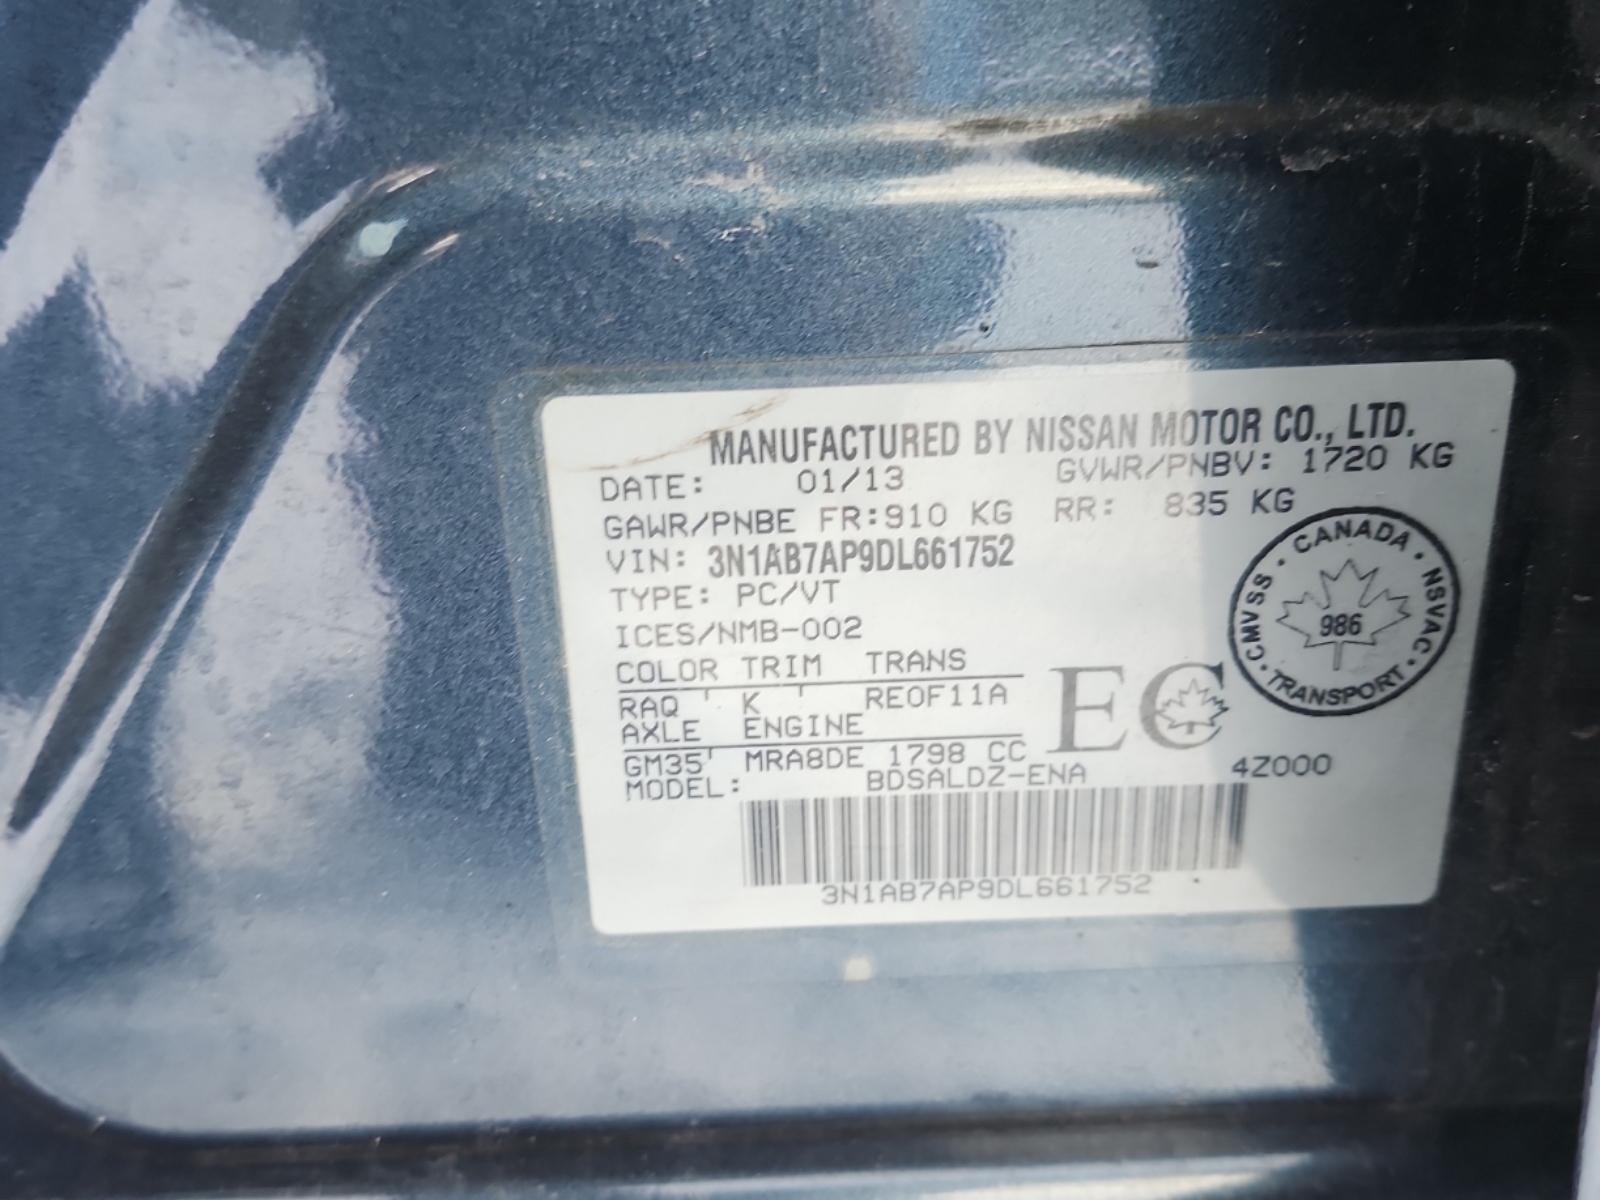 MANUFACTURED BY NISSAN MOTOR CO., LTD.
DATE: 01/13 GVWR/PNBV: 1720 KG
GAWR/PNBE FR:910 KG RR: 835 KG
VIN: 3N1AB7AP9DL661752
TYPE: PC/VT
ICES/NMB-002
COLOR TRIM TRANS
RAQ K RE0F11A
AXLE ENGINE
GM35 MRA8DE 1798 CC
MODEL: BDSALDZ-ENA 4Z000
3N1AB7AP9DL661752
EC
CANADA · NSVAC · TRANSPORT · CMVSS ·
986